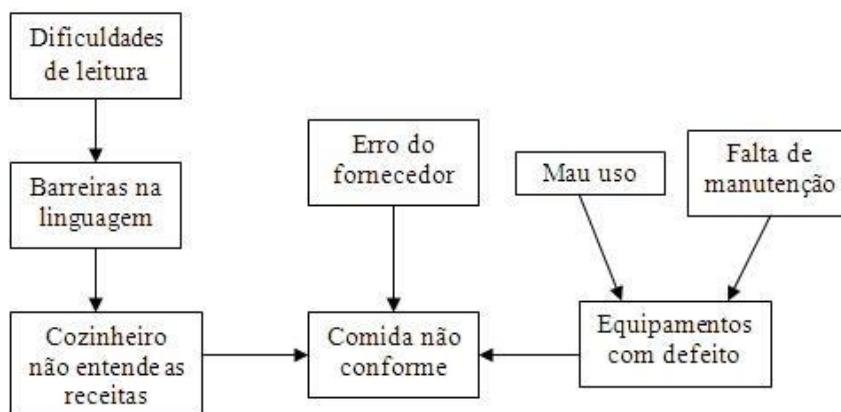 Dificuldades
de leitura
Erro do
fornecedor
Mau uso
Falta de
manutenção
Barreiras na
linguagem
Cozinheiro
não entende as
receitas
Comida não
conforme
Equipamentos
com defeito